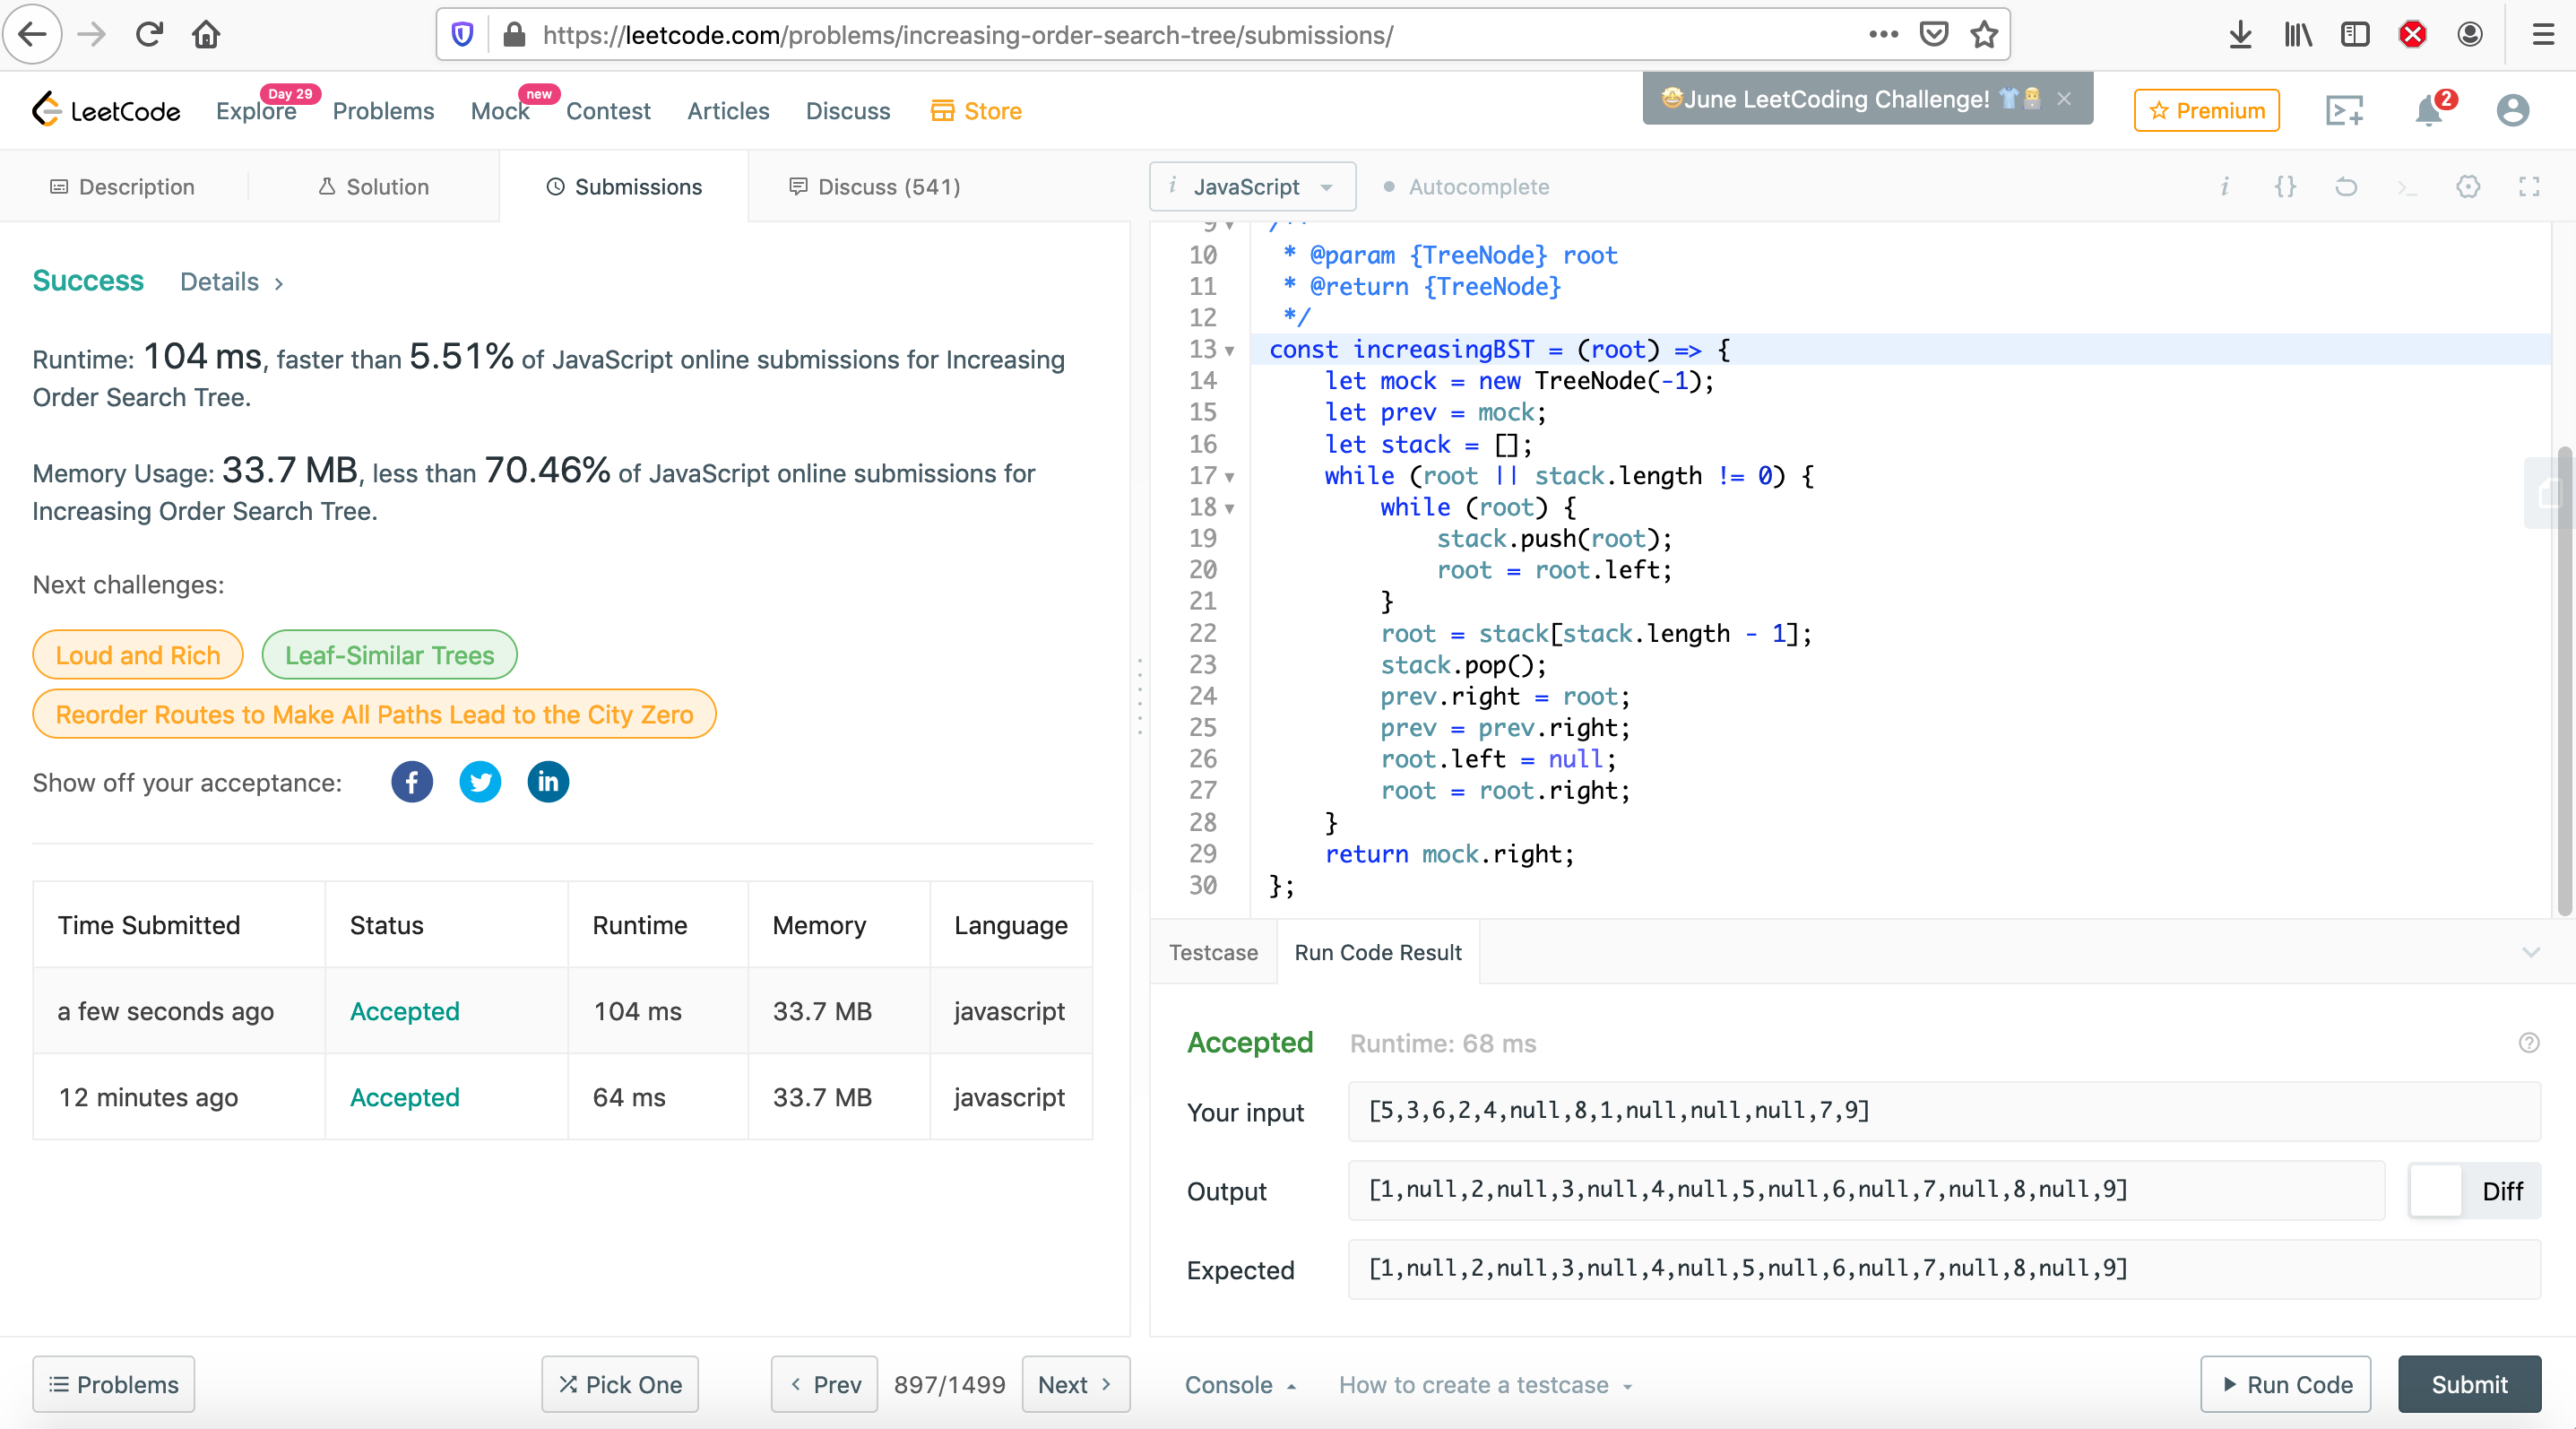 https://leetcode.com/problems/increasing-order-search-tree/submissions/
LeetCode
Explore
Day 29
Problems
Mock
new
Contest
Articles
Discuss
Store
🤩June LeetCoding Challenge! 👕
Premium
2
Description
Solution
Submissions
Discuss (541)
Success
Details
Runtime: 104 ms, faster than 5.51% of JavaScript online submissions for Increasing
Order Search Tree.
Memory Usage: 33.7 MB, less than 70.46% of JavaScript online submissions for
Increasing Order Search Tree.
Next challenges:
Loud and Rich
Leaf-Similar Trees
Reorder Routes to Make All Paths Lead to the City Zero
Show off your acceptance:
Time Submitted Status Runtime Memory Language
a few seconds ago Accepted 104 ms 33.7 MB javascript
12 minutes ago Accepted 64 ms 33.7 MB javascript
Problems
Pick One
Prev
897/1499
Next
i JavaScript
Autocomplete
i {}
9 /**
10 * @param {TreeNode} root
11 * @return {TreeNode}
12 */
13 const increasingBST = (root) => {
14 let mock = new TreeNode(-1);
15 let prev = mock;
16 let stack = [];
17 while (root || stack.length != 0) {
18 while (root) {
19 stack.push(root);
20 root = root.left;
21 }
22 root = stack[stack.length - 1];
23 stack.pop();
24 prev.right = root;
25 prev = prev.right;
26 root.left = null;
27 root = root.right;
28 }
29 return mock.right;
30 };
Testcase
Run Code Result
Accepted Runtime: 68 ms
Your input [5,3,6,2,4,null,8,1,null,null,null,7,9]
Output [1,null,2,null,3,null,4,null,5,null,6,null,7,null,8,null,9]
Diff
Expected [1,null,2,null,3,null,4,null,5,null,6,null,7,null,8,null,9]
Console
How to create a testcase
Run Code
Submit